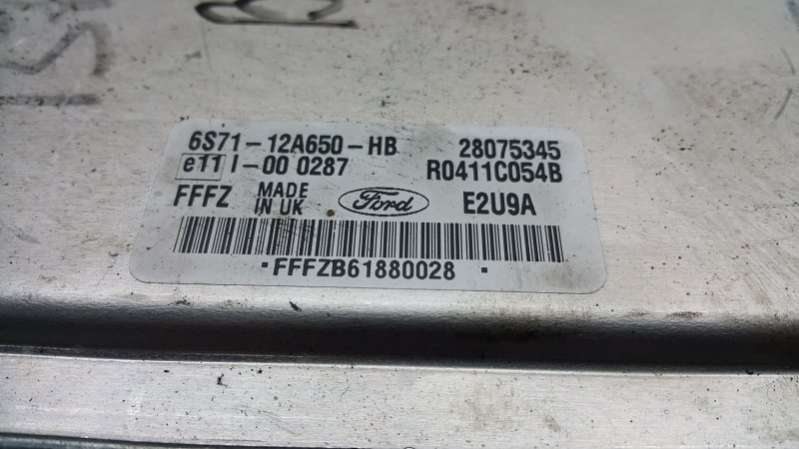 6S71-12A650-HB 28075345
e11 I-00 0287 R0411C054B
FFFZ MADE IN UK Ford E2U9A
·FFFZB61880028 ·